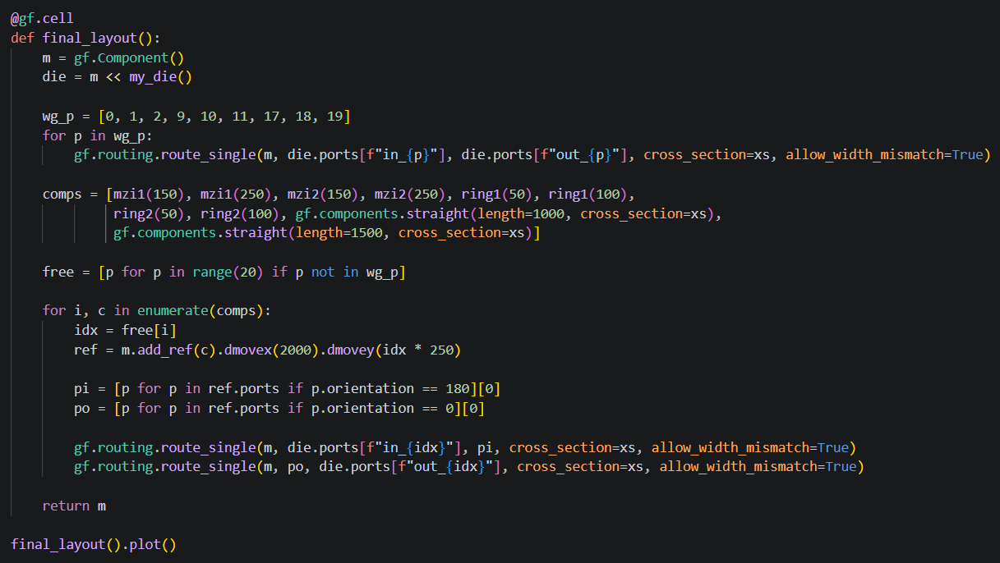 @gf.cell
def final_layout():
    m = gf.Component()
    die = m << my_die()

    wg_p = [0, 1, 2, 9, 10, 11, 17, 18, 19]
    for p in wg_p:
        gf.routing.route_single(m, die.ports[f"in_{p}"], die.ports[f"out_{p}"], cross_section=xs, allow_width_mismatch=True)

    comps = [mzi1(150), mzi1(250), mzi2(150), mzi2(250), ring1(50), ring1(100),
             ring2(50), ring2(100), gf.components.straight(length=1000, cross_section=xs),
             gf.components.straight(length=1500, cross_section=xs)]

    free = [p for p in range(20) if p not in wg_p]

    for i, c in enumerate(comps):
        idx = free[i]
        ref = m.add_ref(c).dmovex(2000).dmovey(idx * 250)

        pi = [p for p in ref.ports if p.orientation == 180][0]
        po = [p for p in ref.ports if p.orientation == 0][0]

        gf.routing.route_single(m, die.ports[f"in_{idx}"], pi, cross_section=xs, allow_width_mismatch=True)
        gf.routing.route_single(m, po, die.ports[f"out_{idx}"], cross_section=xs, allow_width_mismatch=True)

    return m

final_layout().plot()